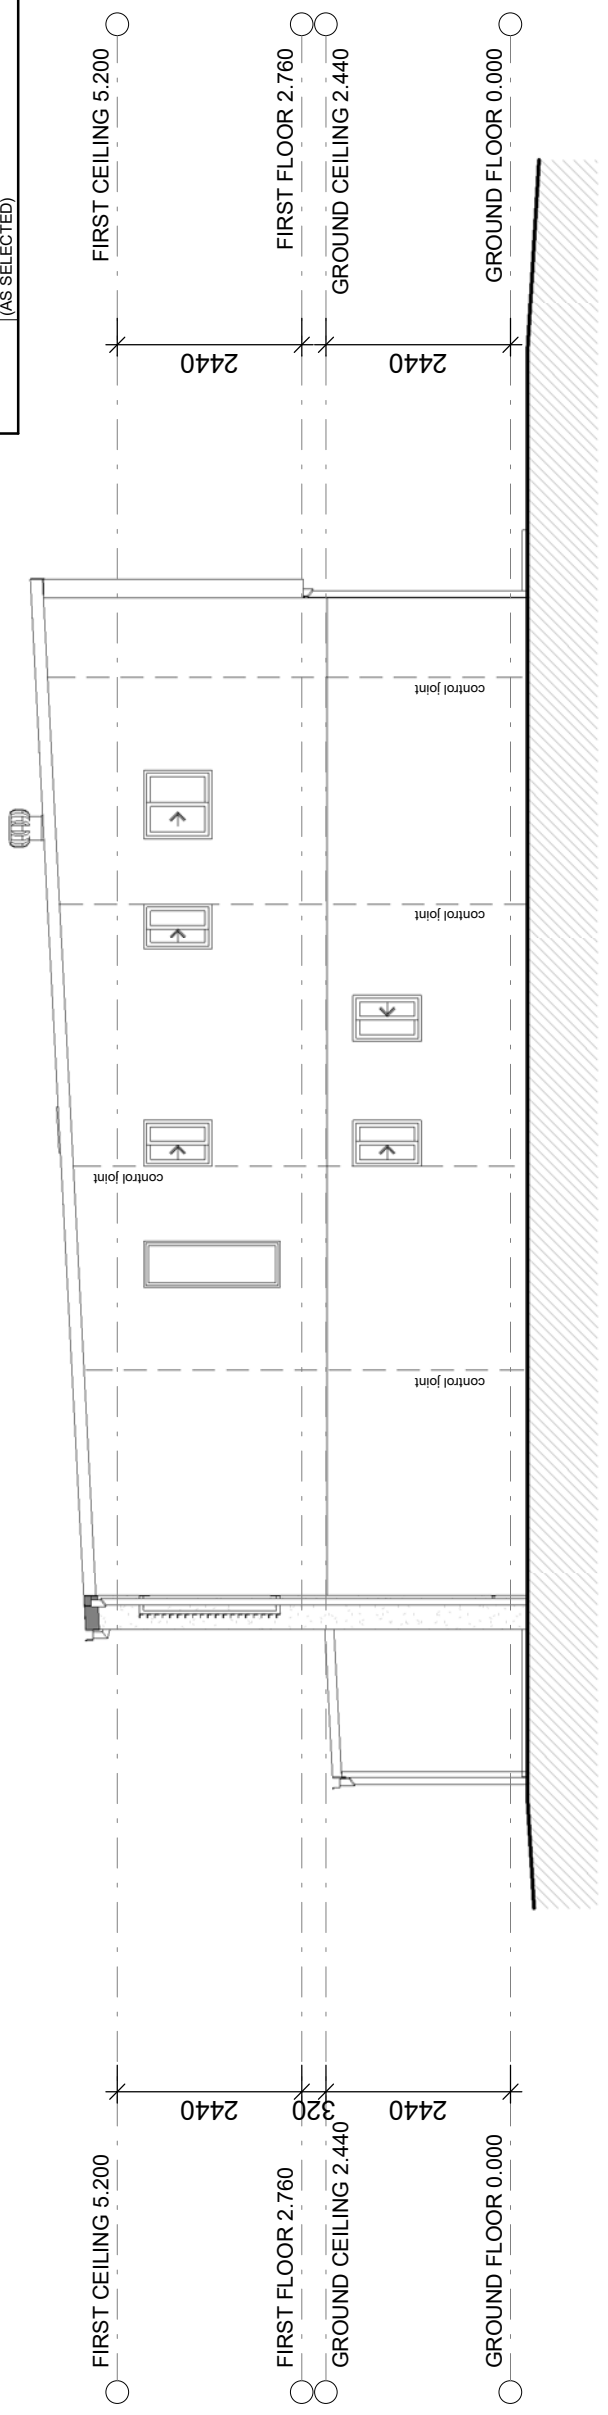 (AS SELECTED)
FIRST CEILING 5.200
FIRST FLOOR 2.760
GROUND CEILING 2.440
GROUND FLOOR 0.000
2440
2440
control joint
control joint
control joint
control joint
2440
320
2440
FIRST CEILING 5.200
FIRST FLOOR 2.760
GROUND CEILING 2.440
GROUND FLOOR 0.000